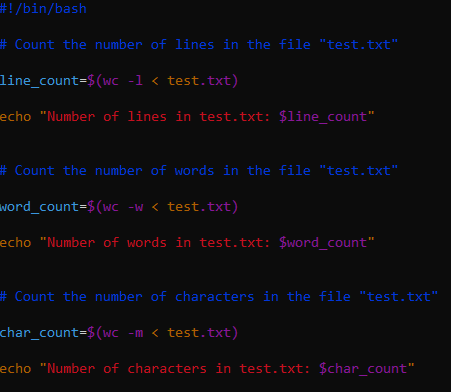 #!/bin/bash
# Count the number of lines in the file "test.txt"
line_count=$(wc -l < test.txt)
echo "Number of lines in test.txt: $line_count"
# Count the number of words in the file "test.txt"
word_count=$(wc -w < test.txt)
echo "Number of words in test.txt: $word_count"
# Count the number of characters in the file "test.txt"
char_count=$(wc -m < test.txt)
echo "Number of characters in test.txt: $char_count"